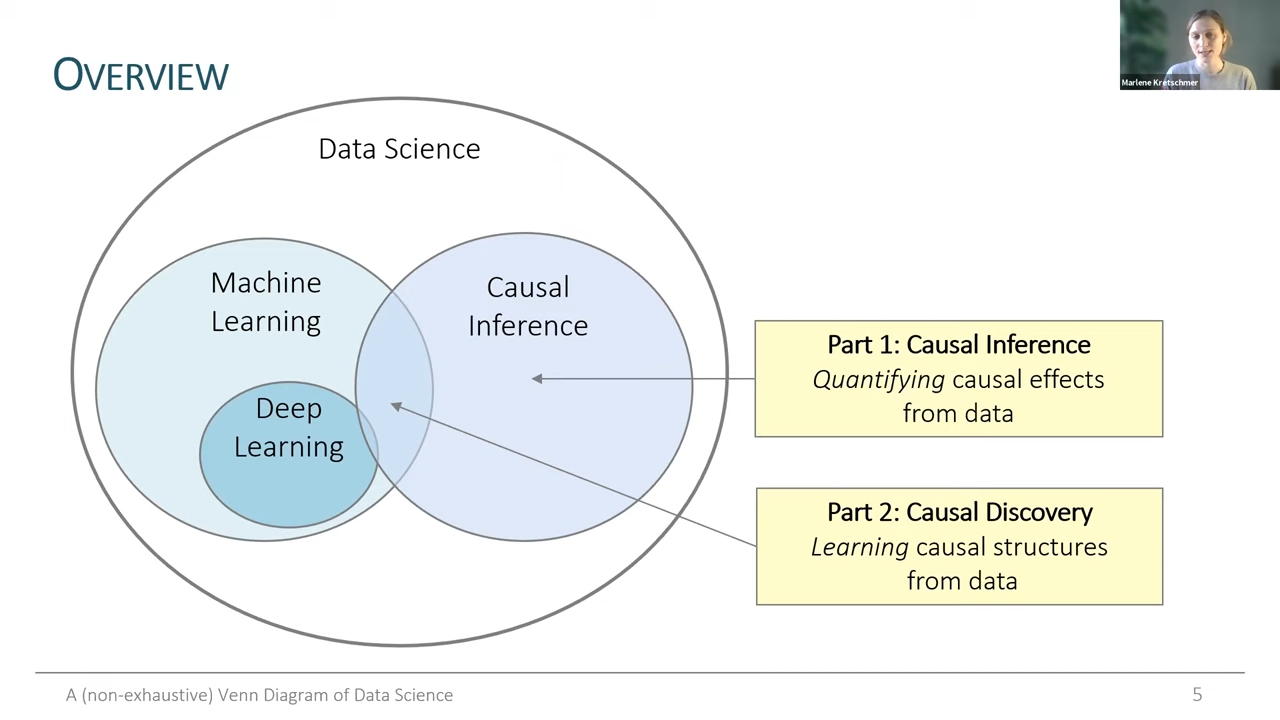 OVERVIEW
Marlene Kretschmer
Data Science
Machine
Learning
Causal
Inference
Deep
Learning
Part 1: Causal Inference
Quantifying causal effects
from data
Part 2: Causal Discovery
Learning causal structures
from data
A (non-exhaustive) Venn Diagram of Data Science
5